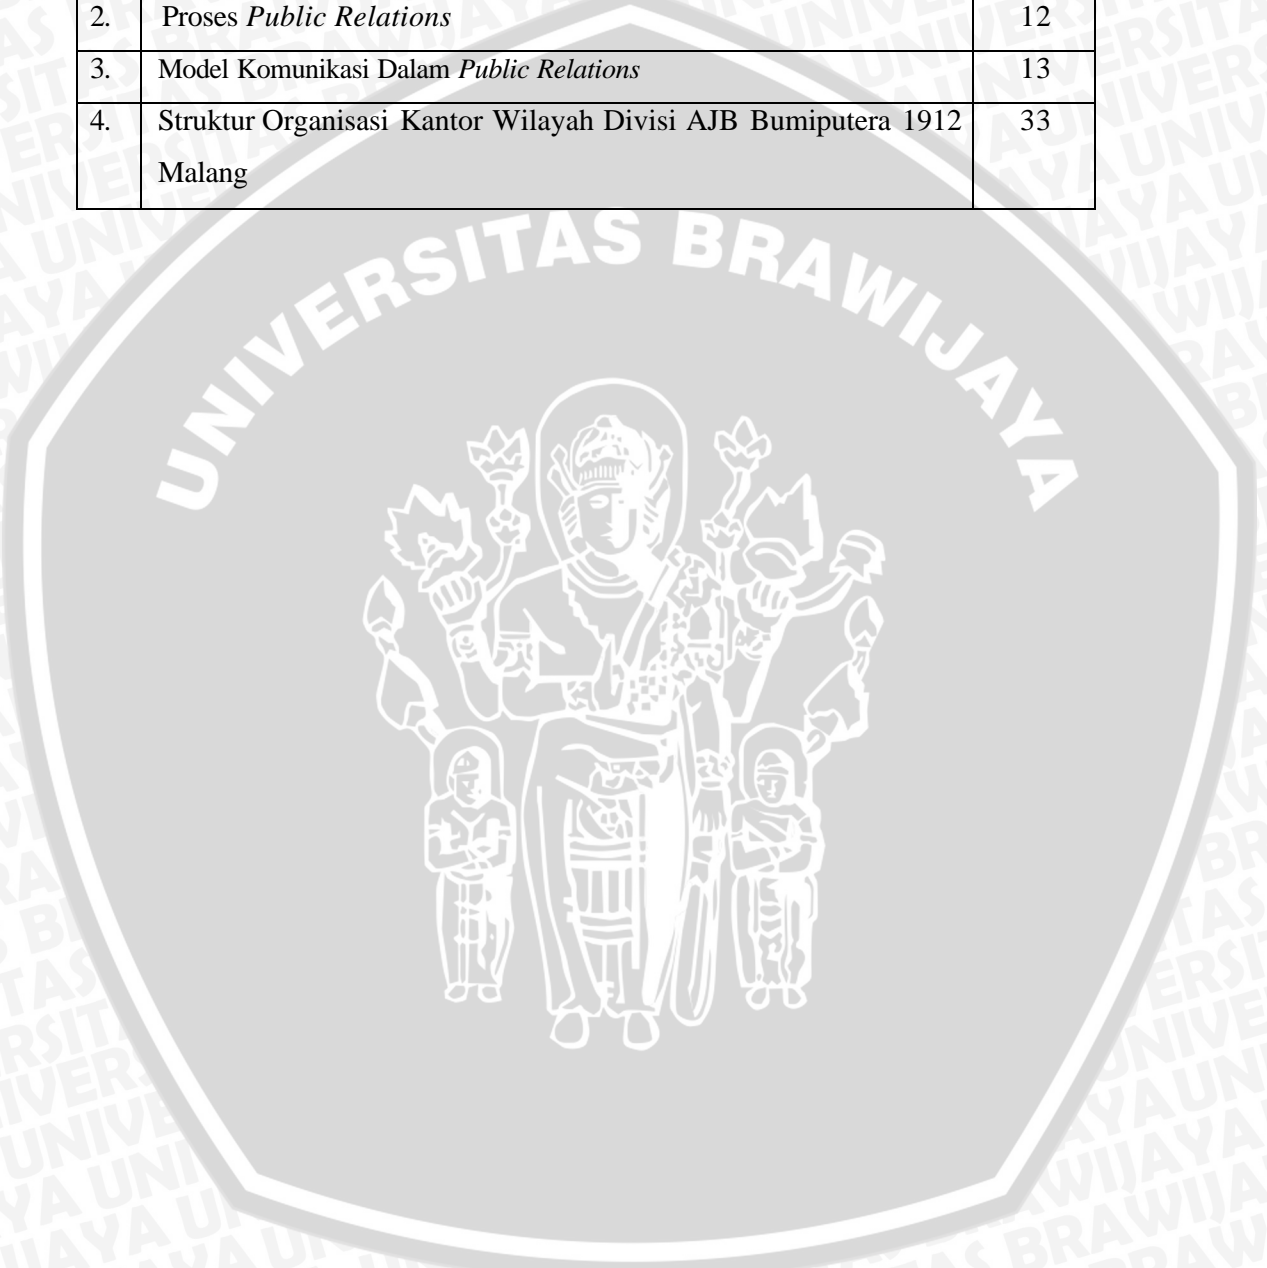 2. Proses Public Relations 12
3. Model Komunikasi Dalam Public Relations 13
4. Struktur Organisasi Kantor Wilayah Divisi AJB Bumiputera 1912 33
Malang
UNIVERSITAS BRAWIJAYA